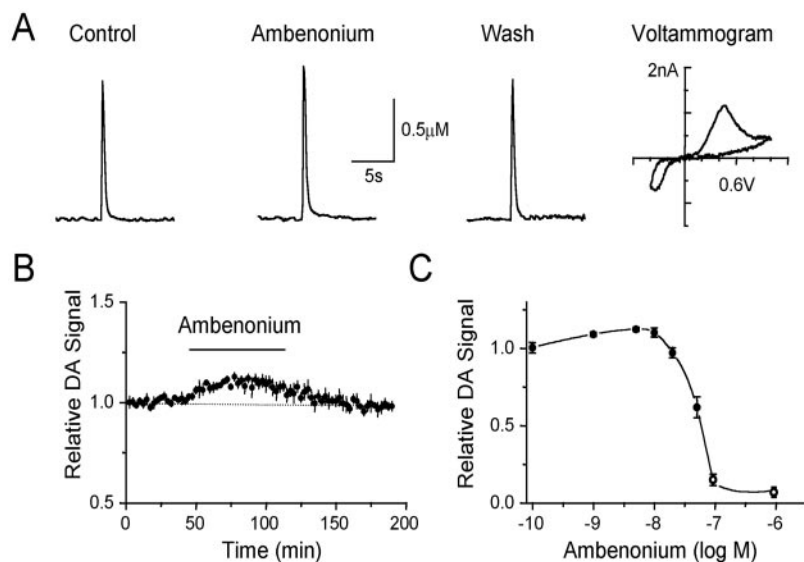 A
Control
Ambenonium
Wash
Voltammogram
2nA
0.5μM
5s
0.6V
B
Relative DA Signal
1.5
1.0
0.5
Ambenonium
0 50 100 150 200
Time (min)
C
Relative DA Signal
1.0
0.5
0.0
-10 -9 -8 -7 -6
Ambenonium (log M)